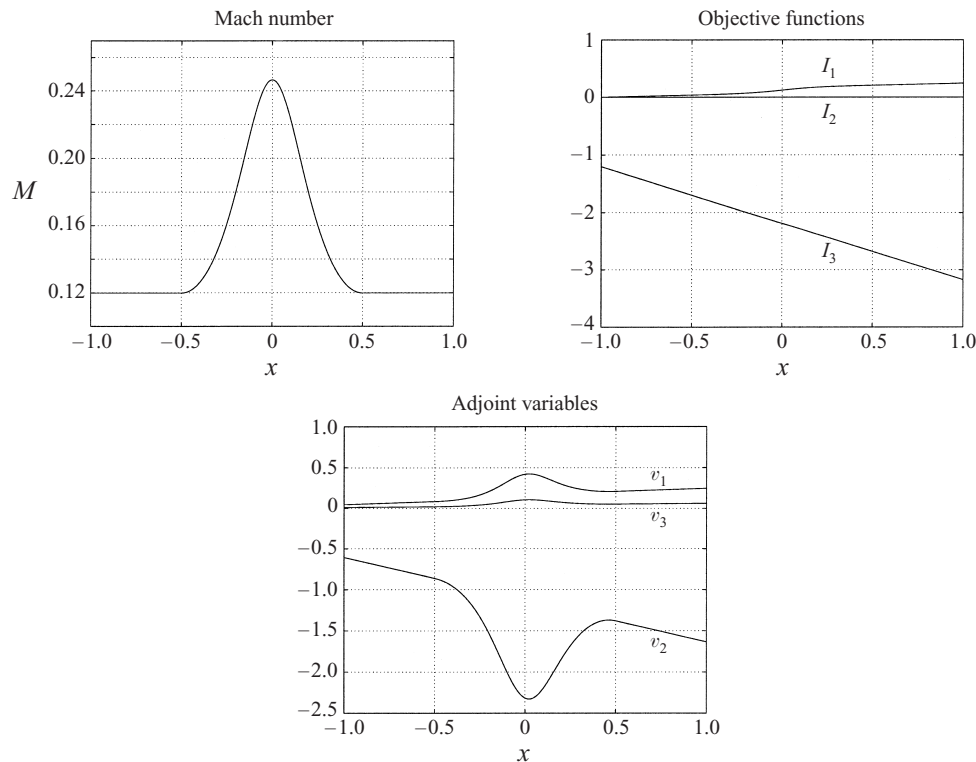 Mach number
0.24
0.20
M
0.16
0.12
−1.0 −0.5 0 0.5 1.0
x
Objective functions
1
I1
0
I2
−1
−2
I3
−3
−4
−1.0 −0.5 0 0.5 1.0
x
Adjoint variables
1.0
0.5
v1
0
v3
−0.5
−1.0
−1.5
v2
−2.0
−2.5
−1.0 −0.5 0 0.5 1.0
x